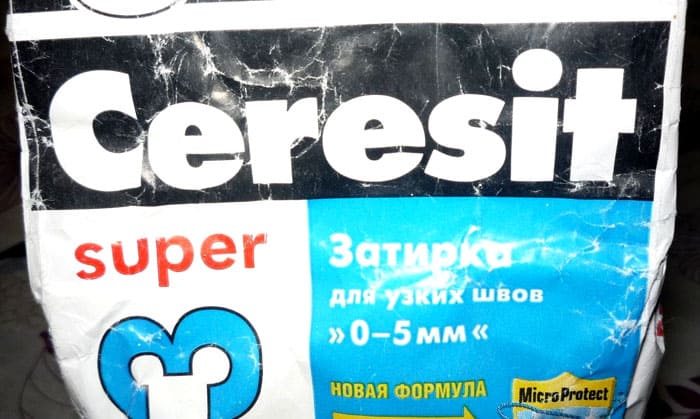 Ceresit
super
Затирка
для узких швов
»0–5 мм«
НОВАЯ ФОРМУЛА
MicroProtect